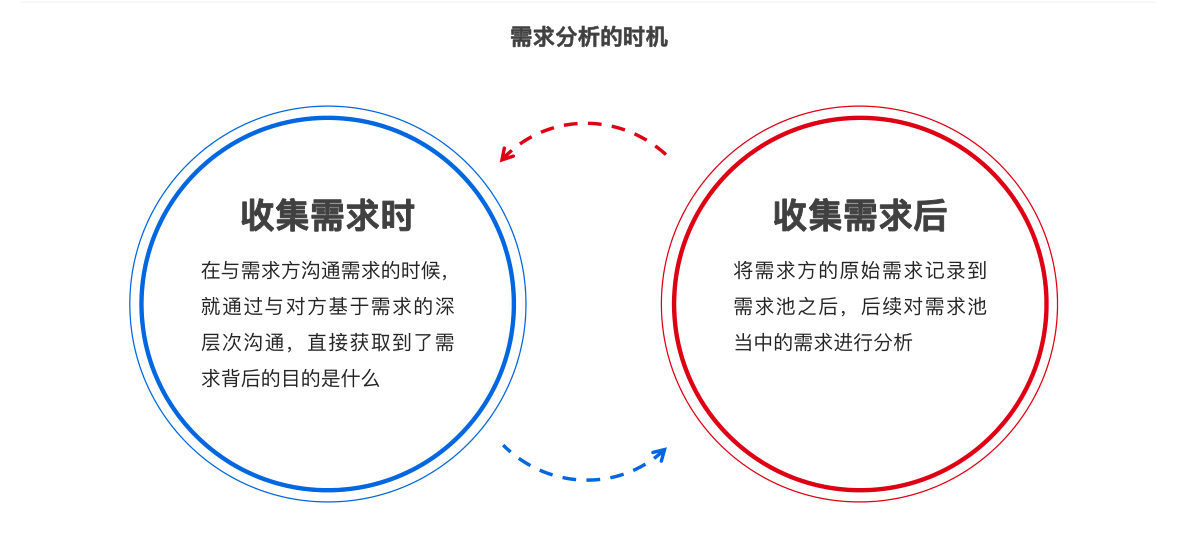 需求分析的时机
收集需求时
在与需求方沟通需求的时候，
就通过与对方基于需求的深
层次沟通，直接获取到了需
求背后的目的是什么
收集需求后
将需求方的原始需求记录到
需求池之后，后续对需求池
当中的需求进行分析